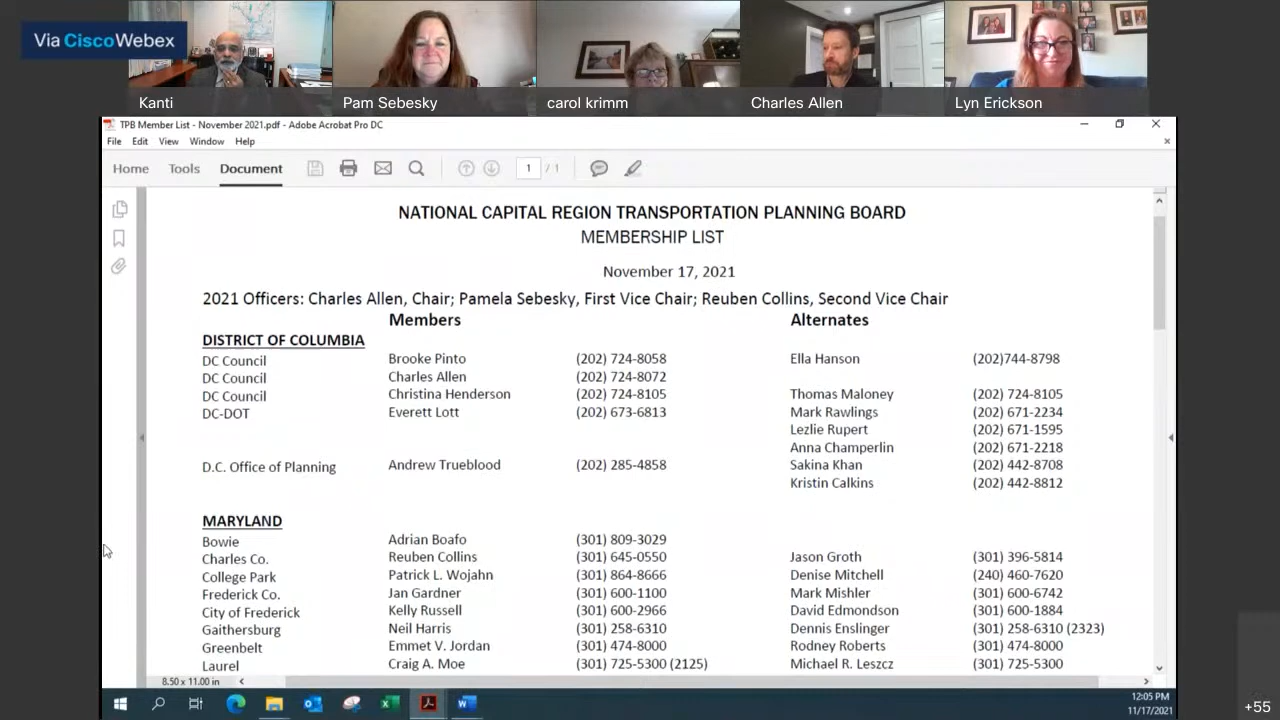 Via Cisco Webex
Kanti
Pam Sebesky
carol krimm
Charles Allen
Lyn Erickson
TPB Member List - November 2021.pdf - Adobe Acrobat Pro DC
File Edit View Window Help
Home Tools Document 1 / 1
NATIONAL CAPITAL REGION TRANSPORTATION PLANNING BOARD
MEMBERSHIP LIST
November 17, 2021
2021 Officers: Charles Allen, Chair; Pamela Sebesky, First Vice Chair; Reuben Collins, Second Vice Chair
Members Alternates
DISTRICT OF COLUMBIA
DC Council Brooke Pinto (202) 724-8058 Ella Hanson (202)744-8798
DC Council Charles Allen (202) 724-8072
DC Council Christina Henderson (202) 724-8105 Thomas Maloney (202) 724-8105
DC-DOT Everett Lott (202) 673-6813 Mark Rawlings (202) 671-2234
Lezlie Rupert (202) 671-1595
Anna Champerlin (202) 671-2218
D.C. Office of Planning Andrew Trueblood (202) 285-4858 Sakina Khan (202) 442-8708
Kristin Calkins (202) 442-8812
MARYLAND
Bowie Adrian Boafo (301) 809-3029
Charles Co. Reuben Collins (301) 645-0550 Jason Groth (301) 396-5814
College Park Patrick L. Wojahn (301) 864-8666 Denise Mitchell (240) 460-7620
Frederick Co. Jan Gardner (301) 600-1100 Mark Mishler (301) 600-6742
City of Frederick Kelly Russell (301) 600-2966 David Edmondson (301) 600-1884
Gaithersburg Neil Harris (301) 258-6310 Dennis Enslinger (301) 258-6310 (2323)
Greenbelt Emmet V. Jordan (301) 474-8000 Rodney Roberts (301) 474-8000
Laurel Craig A. Moe (301) 725-5300 (2125) Michael R. Leszcz (301) 725-5300
8.50 x 11.00 in
12:05 PM
11/17/2021
+55